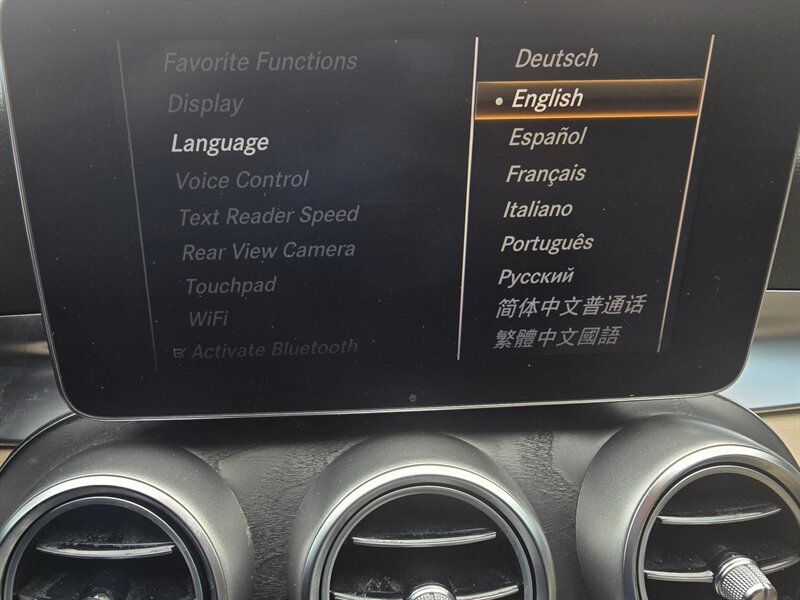 Favorite Functions
Display
Language
Voice Control
Text Reader Speed
Rear View Camera
Touchpad
WiFi
Activate Bluetooth
Deutsch
English
Español
Français
Italiano
Português
Русский
简体中文普通话
繁體中文國語